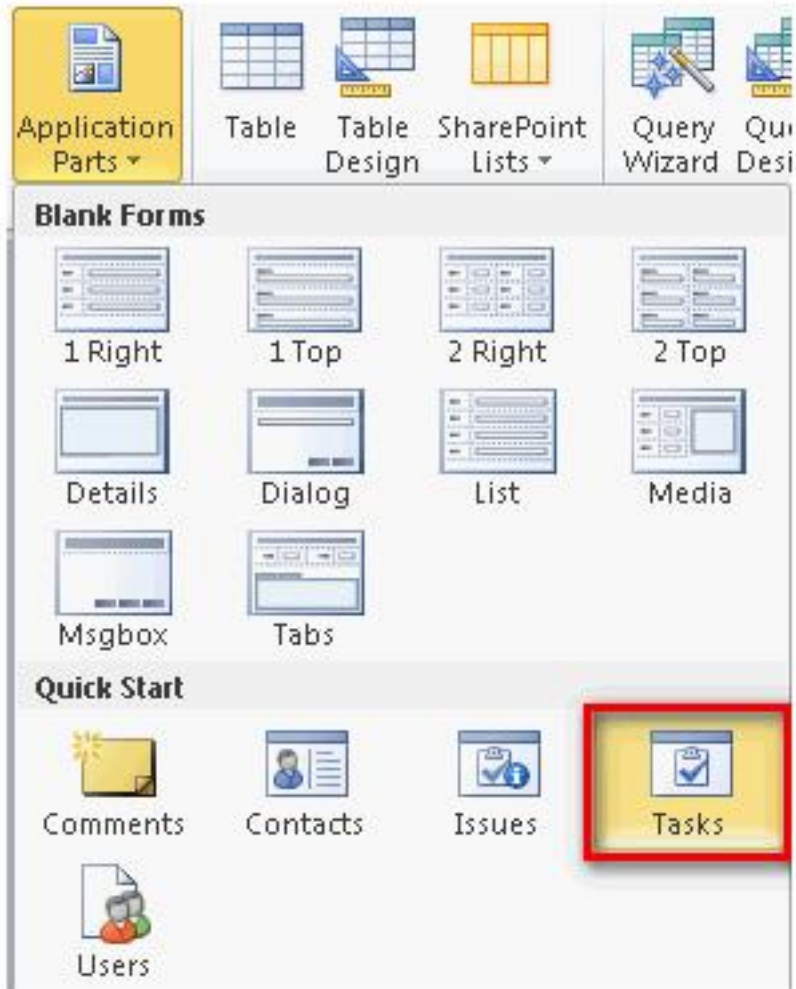 Application Parts
Table
Table Design
SharePoint Lists
Query Wizard
Blank Forms
1 Right
1 Top
2 Right
2 Top
Details
Dialog
List
Media
Msgbox
Tabs
Quick Start
Comments
Contacts
Issues
Tasks
Users